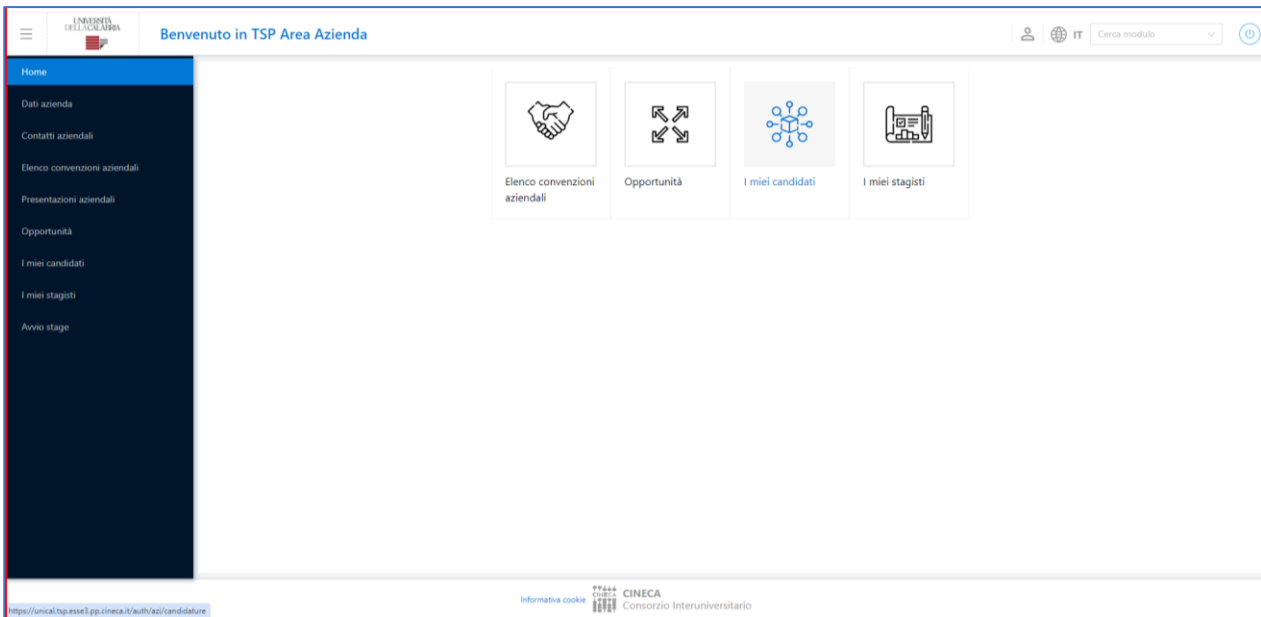 UNIVERSITÀ
DELLA CALABRIA
Benvenuto in TSP Area Azienda
IT
Cerca modulo
Home
Dati azienda
Contatti aziendali
Elenco convenzioni aziendali
Presentazioni aziendali
Opportunità
I miei candidati
I miei stagisti
Avvio stage
Elenco convenzioni
aziendali
Opportunità
I miei candidati
I miei stagisti
Informativa cookie
CINECA
CINECA
Consorzio Interuniversitario
https://unical.tsp.esse3.pp.cineca.it/auth/azi/candidature